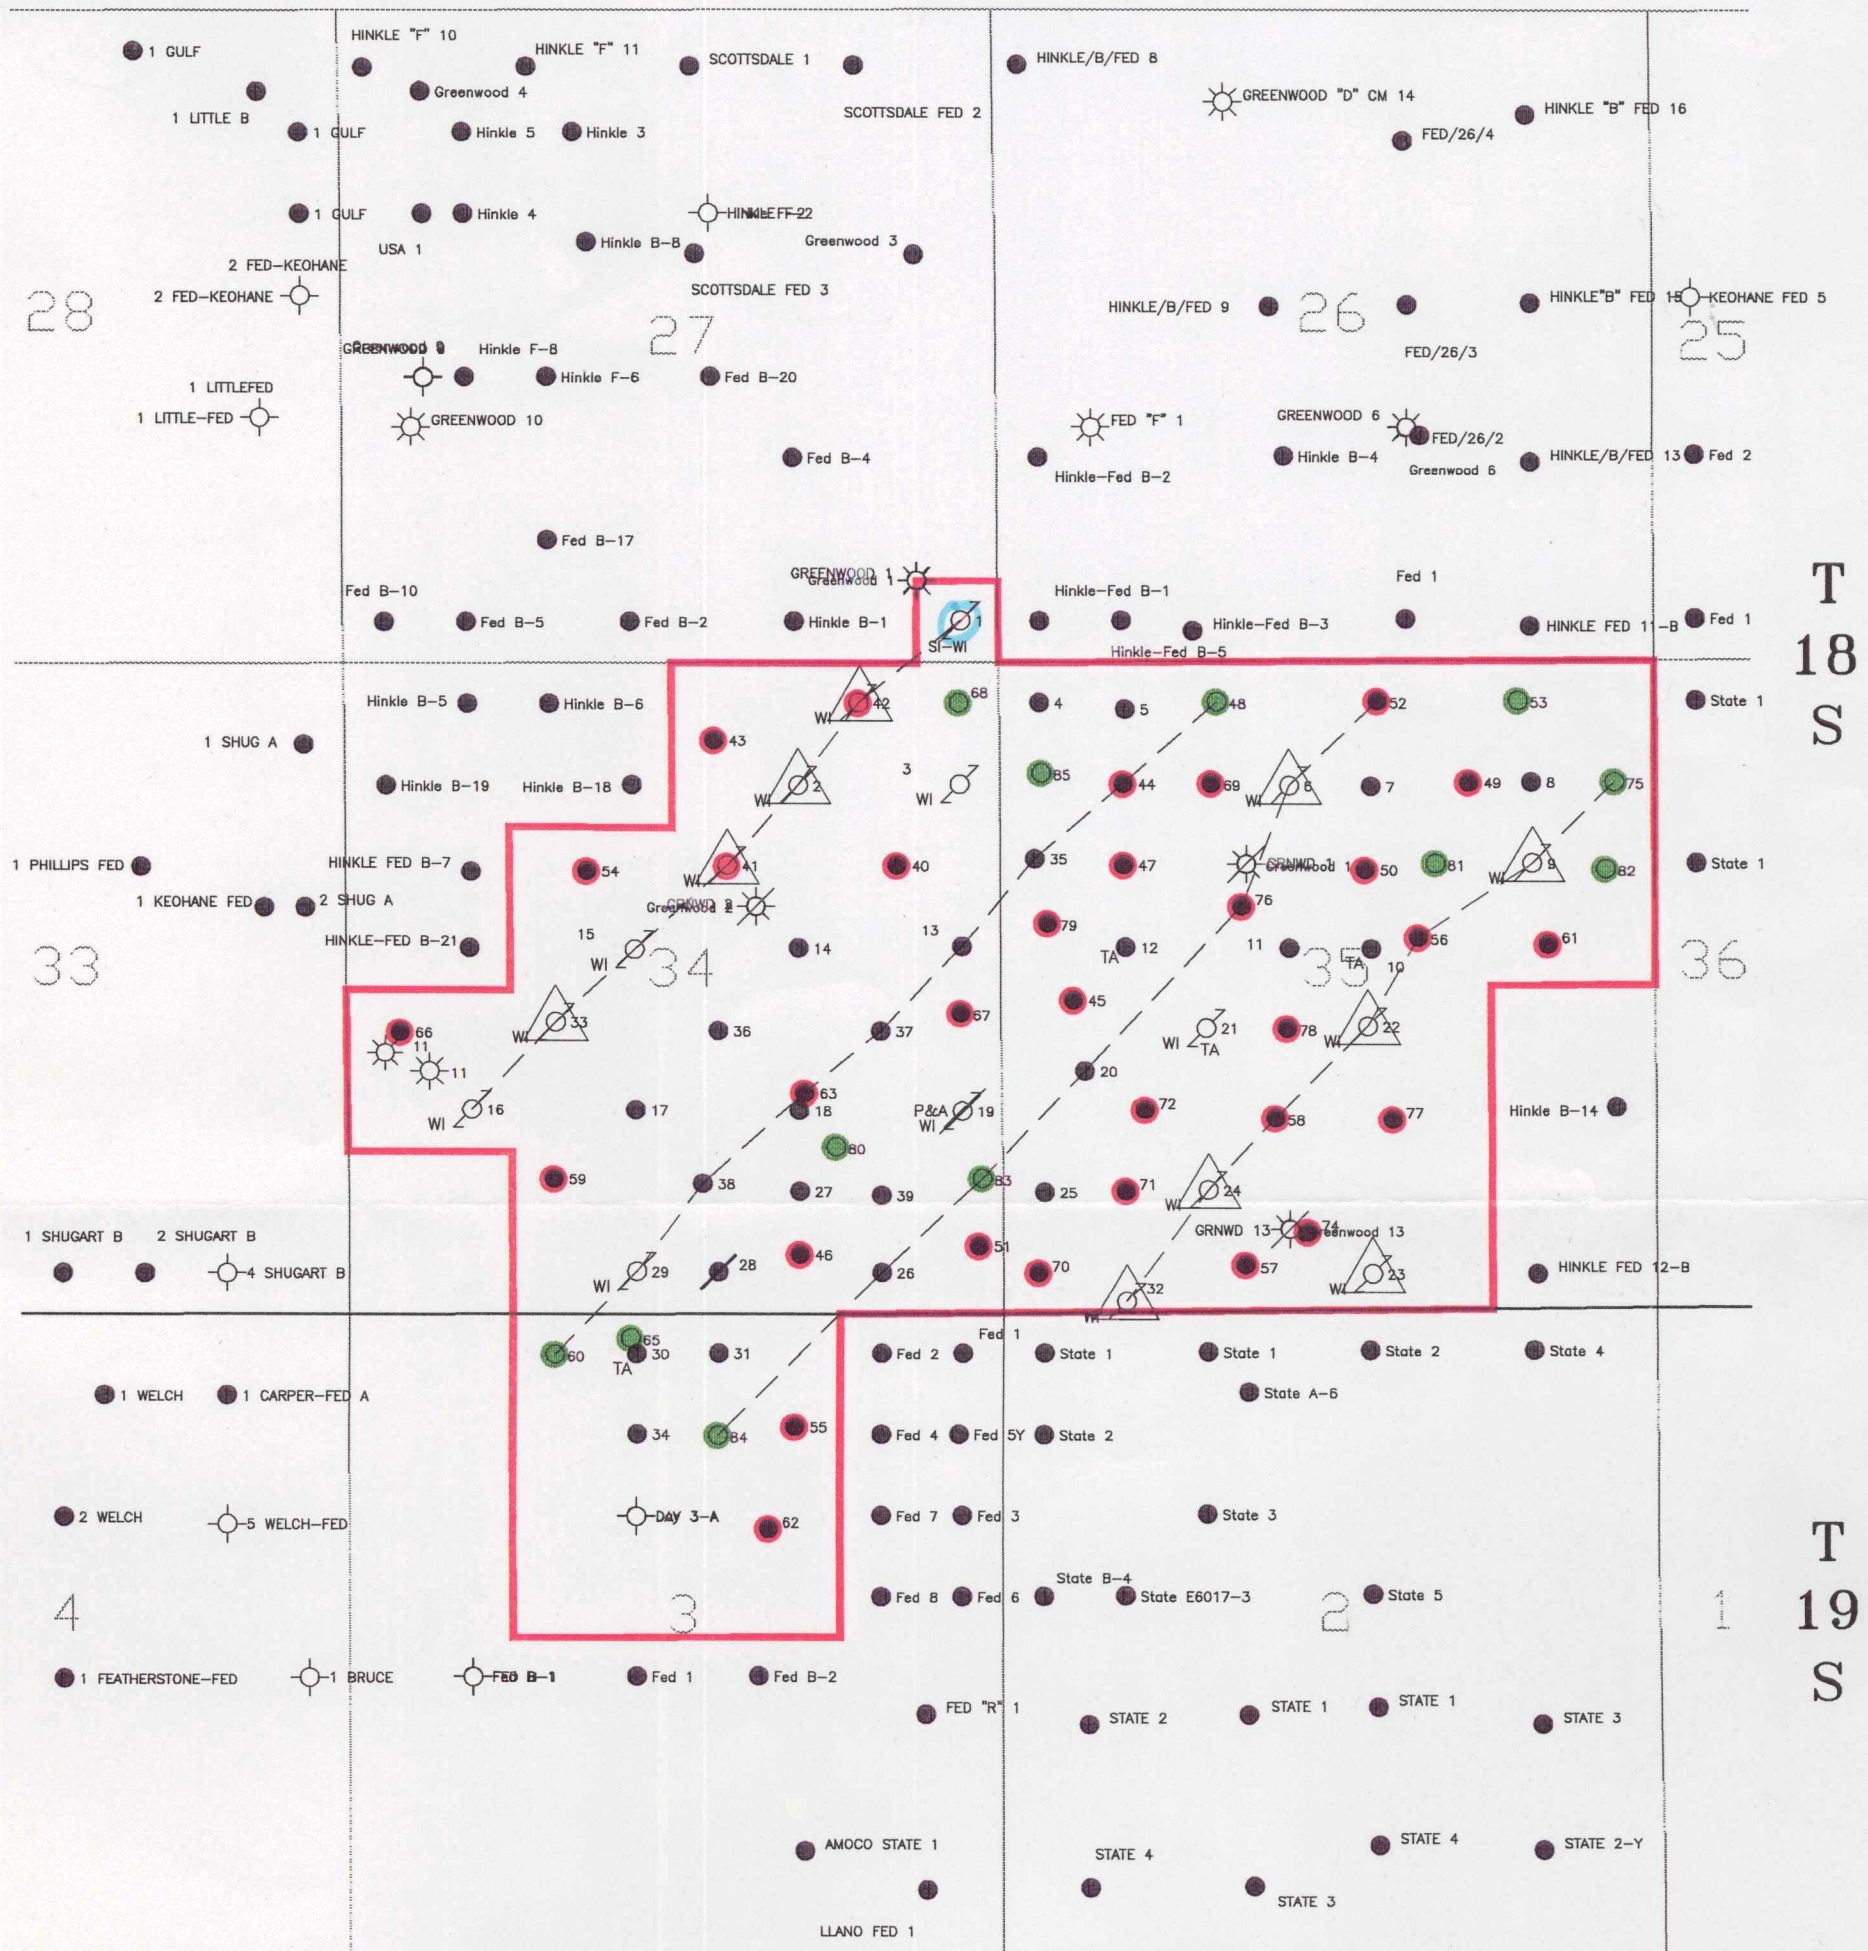 1 GULF
HINKLE "F" 10
HINKLE "F" 11
SCOTTSDALE 1
HINKLE/B/FED 8
1 LITTLE B
Greenwood 4
SCOTTSDALE FED 2
GREENWOOD "D" CM 14
HINKLE "B" FED 16
1 GULF
Hinkle 5
Hinkle 3
FED/26/4
1 GULF
Hinkle 4
USA 1
Hinkle B-8
Greenwood 3
2 FED-KEOHANE
2 FED-KEOHANE
SCOTTSDALE FED 3
28
27
HINKLE/B/FED 9
26
HINKLE"B" FED 15
KEOHANE FED 5
25
FED/26/3
Hinkle F-8
1 LITTLEFED
Hinkle F-6
Fed B-20
1 LITTLE-FED
GREENWOOD 10
FED "F" 1
GREENWOOD 6
FED/26/2
Fed B-4
Hinkle-Fed B-2
Hinkle B-4
Greenwood 6
HINKLE/B/FED 13
Fed 2
Fed B-17
GREENWOOD 1
Greenwood 1
Fed B-10
Hinkle-Fed B-1
Fed 1
T
18
S
Fed B-5
Fed B-2
Hinkle B-1
1
SI-WI
Hinkle-Fed B-3
HINKLE FED 11-B
Fed 1
Hinkle-Fed B-5
Hinkle B-5
Hinkle B-6
WI
42
68
4
5
48
52
53
State 1
1 SHUG A
43
Hinkle B-19
Hinkle B-18
WI
2
3
WI
85
44
69
WI
6
7
49
8
75
1 PHILLIPS FED
HINKLE FED B-7
54
WI
41
40
35
47
GRNWD 1
Greenwood 1
50
81
WI
9
82
State 1
1 KEOHANE FED
2 SHUG A
GRNWD 2
Greenwood 2
76
HINKLE-FED B-21
15
WI
14
13
79
TA
12
11
TA
10
56
61
33
34
35
36
66
11
11
WI
33
36
37
67
45
WI
21
TA
78
WI
22
20
WI
16
17
63
18
P&A
WI
19
72
58
77
Hinkle B-14
80
59
38
27
39
83
25
71
WI
24
1 SHUGART B
2 SHUGART B
4 SHUGART B
WI
29
28
46
26
51
70
GRNWD 13
74
Greenwood 13
57
WI
23
HINKLE FED 12-B
WI
32
60
65
TA
30
31
Fed 2
Fed 1
State 1
State 1
State 2
State 4
1 WELCH
1 CARPER-FED A
State A-6
34
84
55
Fed 4
Fed 5Y
State 2
2 WELCH
5 WELCH-FED
DAY 3-A
62
Fed 7
Fed 3
State 3
T
19
S
4
3
Fed 8
Fed 6
State B-4
State E6017-3
2
State 5
1
1 FEATHERSTONE-FED
1 BRUCE
Fed 1
Fed B-2
FED "R" 1
STATE 2
STATE 1
STATE 1
STATE 3
AMOCO STATE 1
STATE 4
STATE 4
STATE 2-Y
LLANO FED 1
STATE 3